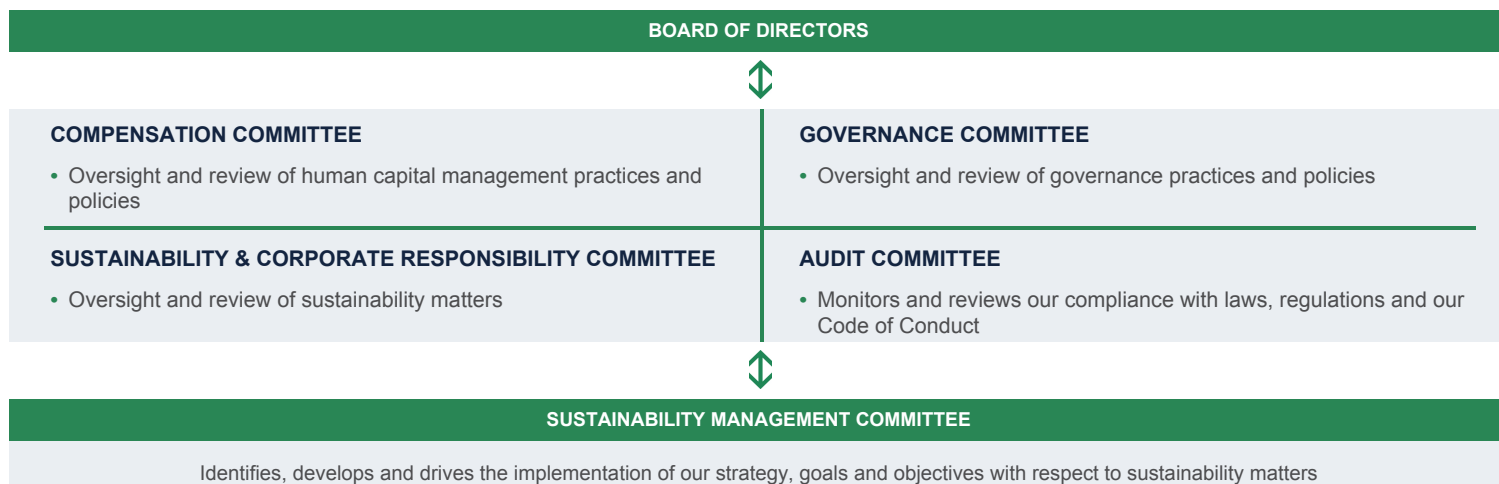 BOARD OF DIRECTORS
COMPENSATION COMMITTEE
• Oversight and review of human capital management practices and
policies
GOVERNANCE COMMITTEE
• Oversight and review of governance practices and policies
SUSTAINABILITY & CORPORATE RESPONSIBILITY COMMITTEE
• Oversight and review of sustainability matters
AUDIT COMMITTEE
• Monitors and reviews our compliance with laws, regulations and our
Code of Conduct
SUSTAINABILITY MANAGEMENT COMMITTEE
Identifies, develops and drives the implementation of our strategy, goals and objectives with respect to sustainability matters